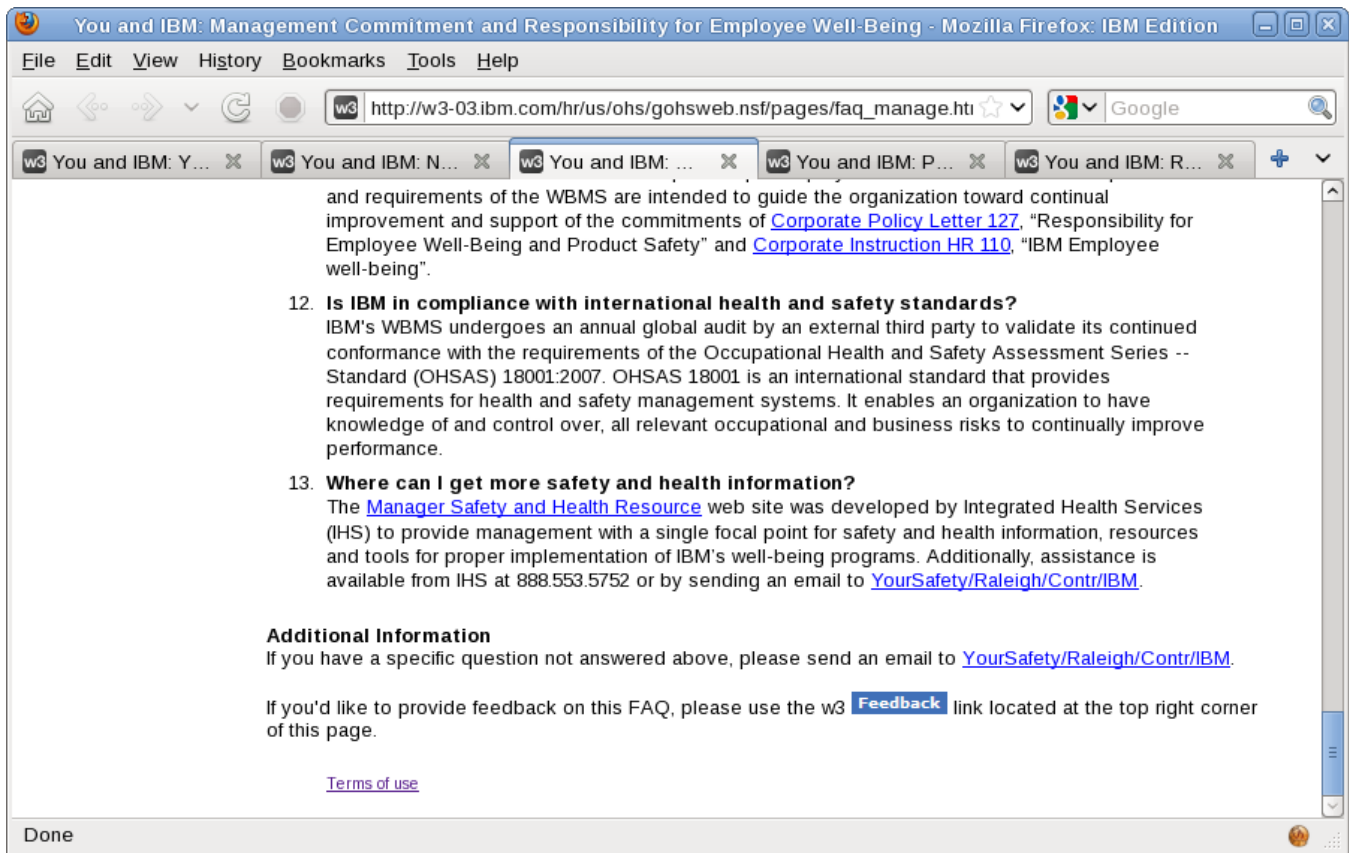 You and IBM: Management Commitment and Responsibility for Employee Well-Being - Mozilla Firefox: IBM Edition
File Edit View History Bookmarks Tools Help
w3 http://w3-03.ibm.com/hr/us/ohs/gohsweb.nsf/pages/faq_manage.htm Google
w3 You and IBM: Y... w3 You and IBM: N... w3 You and IBM: ... w3 You and IBM: P... w3 You and IBM: R...
and requirements of the WBMS are intended to guide the organization toward continual
improvement and support of the commitments of Corporate Policy Letter 127, “Responsibility for
Employee Well-Being and Product Safety” and Corporate Instruction HR 110, “IBM Employee
well-being”.
12. Is IBM in compliance with international health and safety standards?
IBM's WBMS undergoes an annual global audit by an external third party to validate its continued
conformance with the requirements of the Occupational Health and Safety Assessment Series --
Standard (OHSAS) 18001:2007. OHSAS 18001 is an international standard that provides
requirements for health and safety management systems. It enables an organization to have
knowledge of and control over, all relevant occupational and business risks to continually improve
performance.
13. Where can I get more safety and health information?
The Manager Safety and Health Resource web site was developed by Integrated Health Services
(IHS) to provide management with a single focal point for safety and health information, resources
and tools for proper implementation of IBM's well-being programs. Additionally, assistance is
available from IHS at 888.553.5752 or by sending an email to YourSafety/Raleigh/Contr/IBM.
Additional Information
If you have a specific question not answered above, please send an email to YourSafety/Raleigh/Contr/IBM.
If you'd like to provide feedback on this FAQ, please use the w3 Feedback link located at the top right corner
of this page.
Terms of use
Done